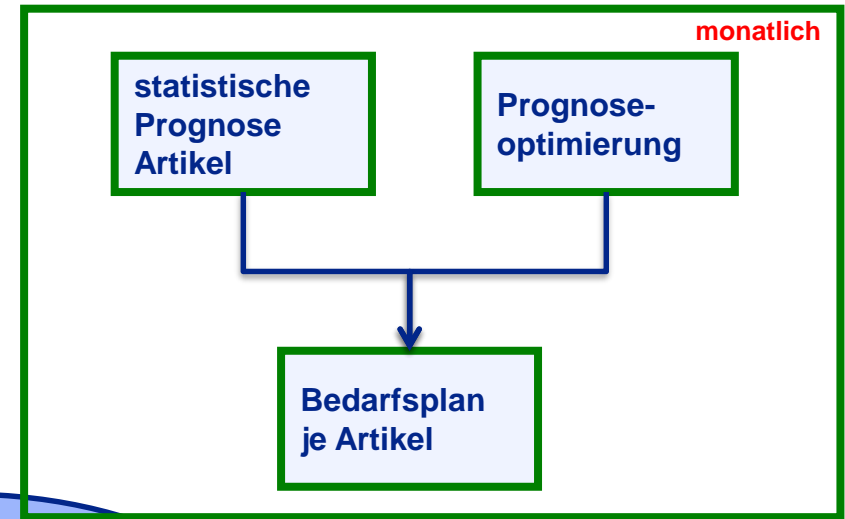 monatlich
statistische
Prognose
Artikel
Prognose-
optimierung
Bedarfsplan
je Artikel